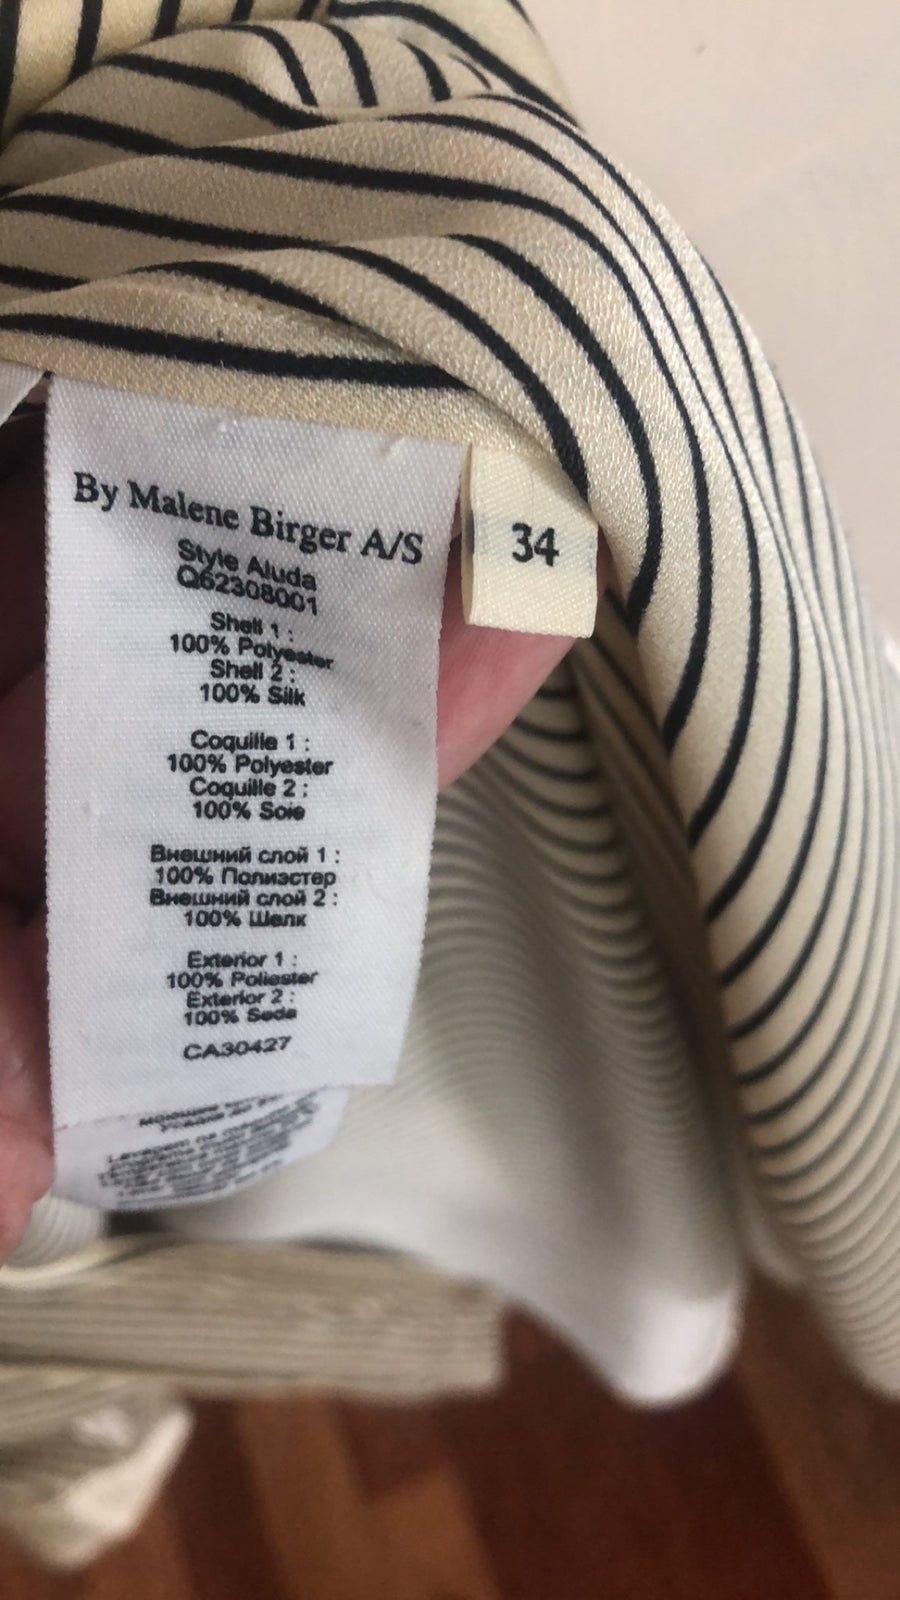 By Malene Birger A/S
34
Style Aluda
Q62308001
Shell 1 :
100% Polyester
Shell 2 :
100% Silk
Coquille 1 :
100% Polyester
Coquille 2 :
100% Soie
Внешний слой 1 :
100% Полиэстер
Внешний слой 2 :
100% Шелк
Exterior 1 :
100% Poliester
Exterior 2 :
100% Seda
CA30427